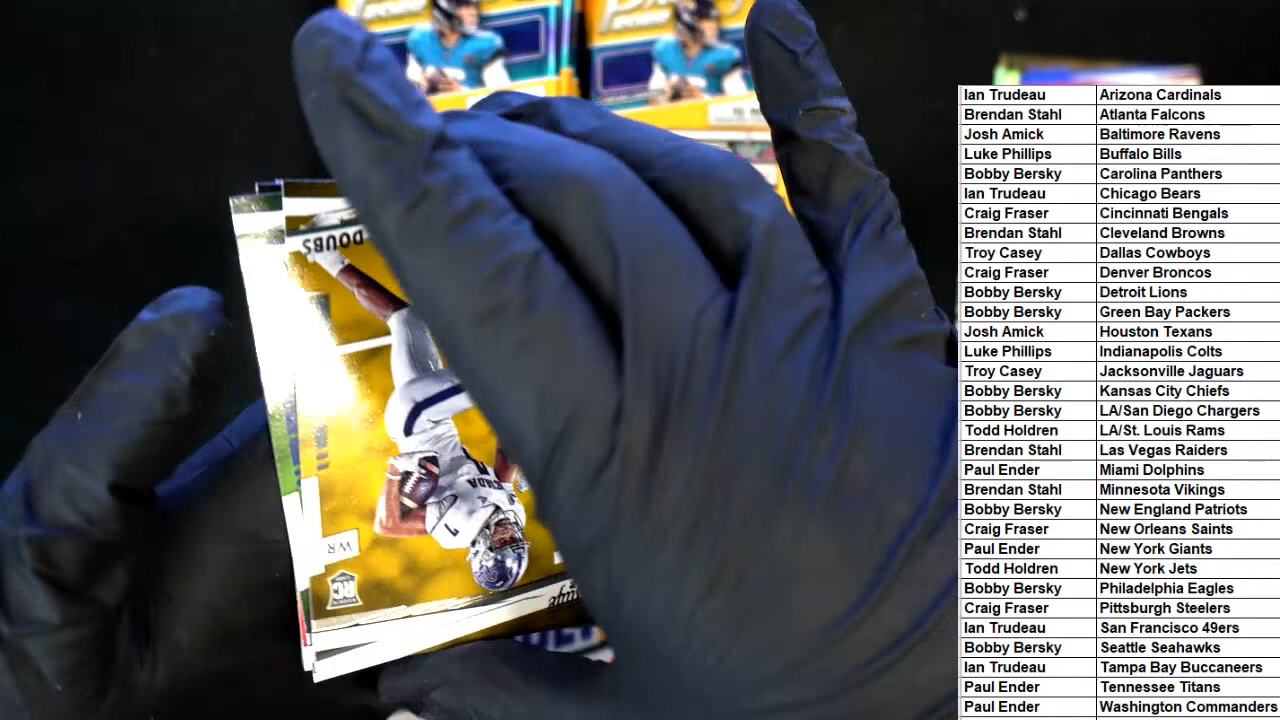 DOUBS
WR
RC
Ian Trudeau Arizona Cardinals
Brendan Stahl Atlanta Falcons
Josh Amick Baltimore Ravens
Luke Phillips Buffalo Bills
Bobby Bersky Carolina Panthers
Ian Trudeau Chicago Bears
Craig Fraser Cincinnati Bengals
Brendan Stahl Cleveland Browns
Troy Casey Dallas Cowboys
Craig Fraser Denver Broncos
Bobby Bersky Detroit Lions
Bobby Bersky Green Bay Packers
Josh Amick Houston Texans
Luke Phillips Indianapolis Colts
Troy Casey Jacksonville Jaguars
Bobby Bersky Kansas City Chiefs
Bobby Bersky LA/San Diego Chargers
Todd Holdren LA/St. Louis Rams
Brendan Stahl Las Vegas Raiders
Paul Ender Miami Dolphins
Brendan Stahl Minnesota Vikings
Bobby Bersky New England Patriots
Craig Fraser New Orleans Saints
Paul Ender New York Giants
Todd Holdren New York Jets
Bobby Bersky Philadelphia Eagles
Craig Fraser Pittsburgh Steelers
Ian Trudeau San Francisco 49ers
Bobby Bersky Seattle Seahawks
Ian Trudeau Tampa Bay Buccaneers
Paul Ender Tennessee Titans
Paul Ender Washington Commanders